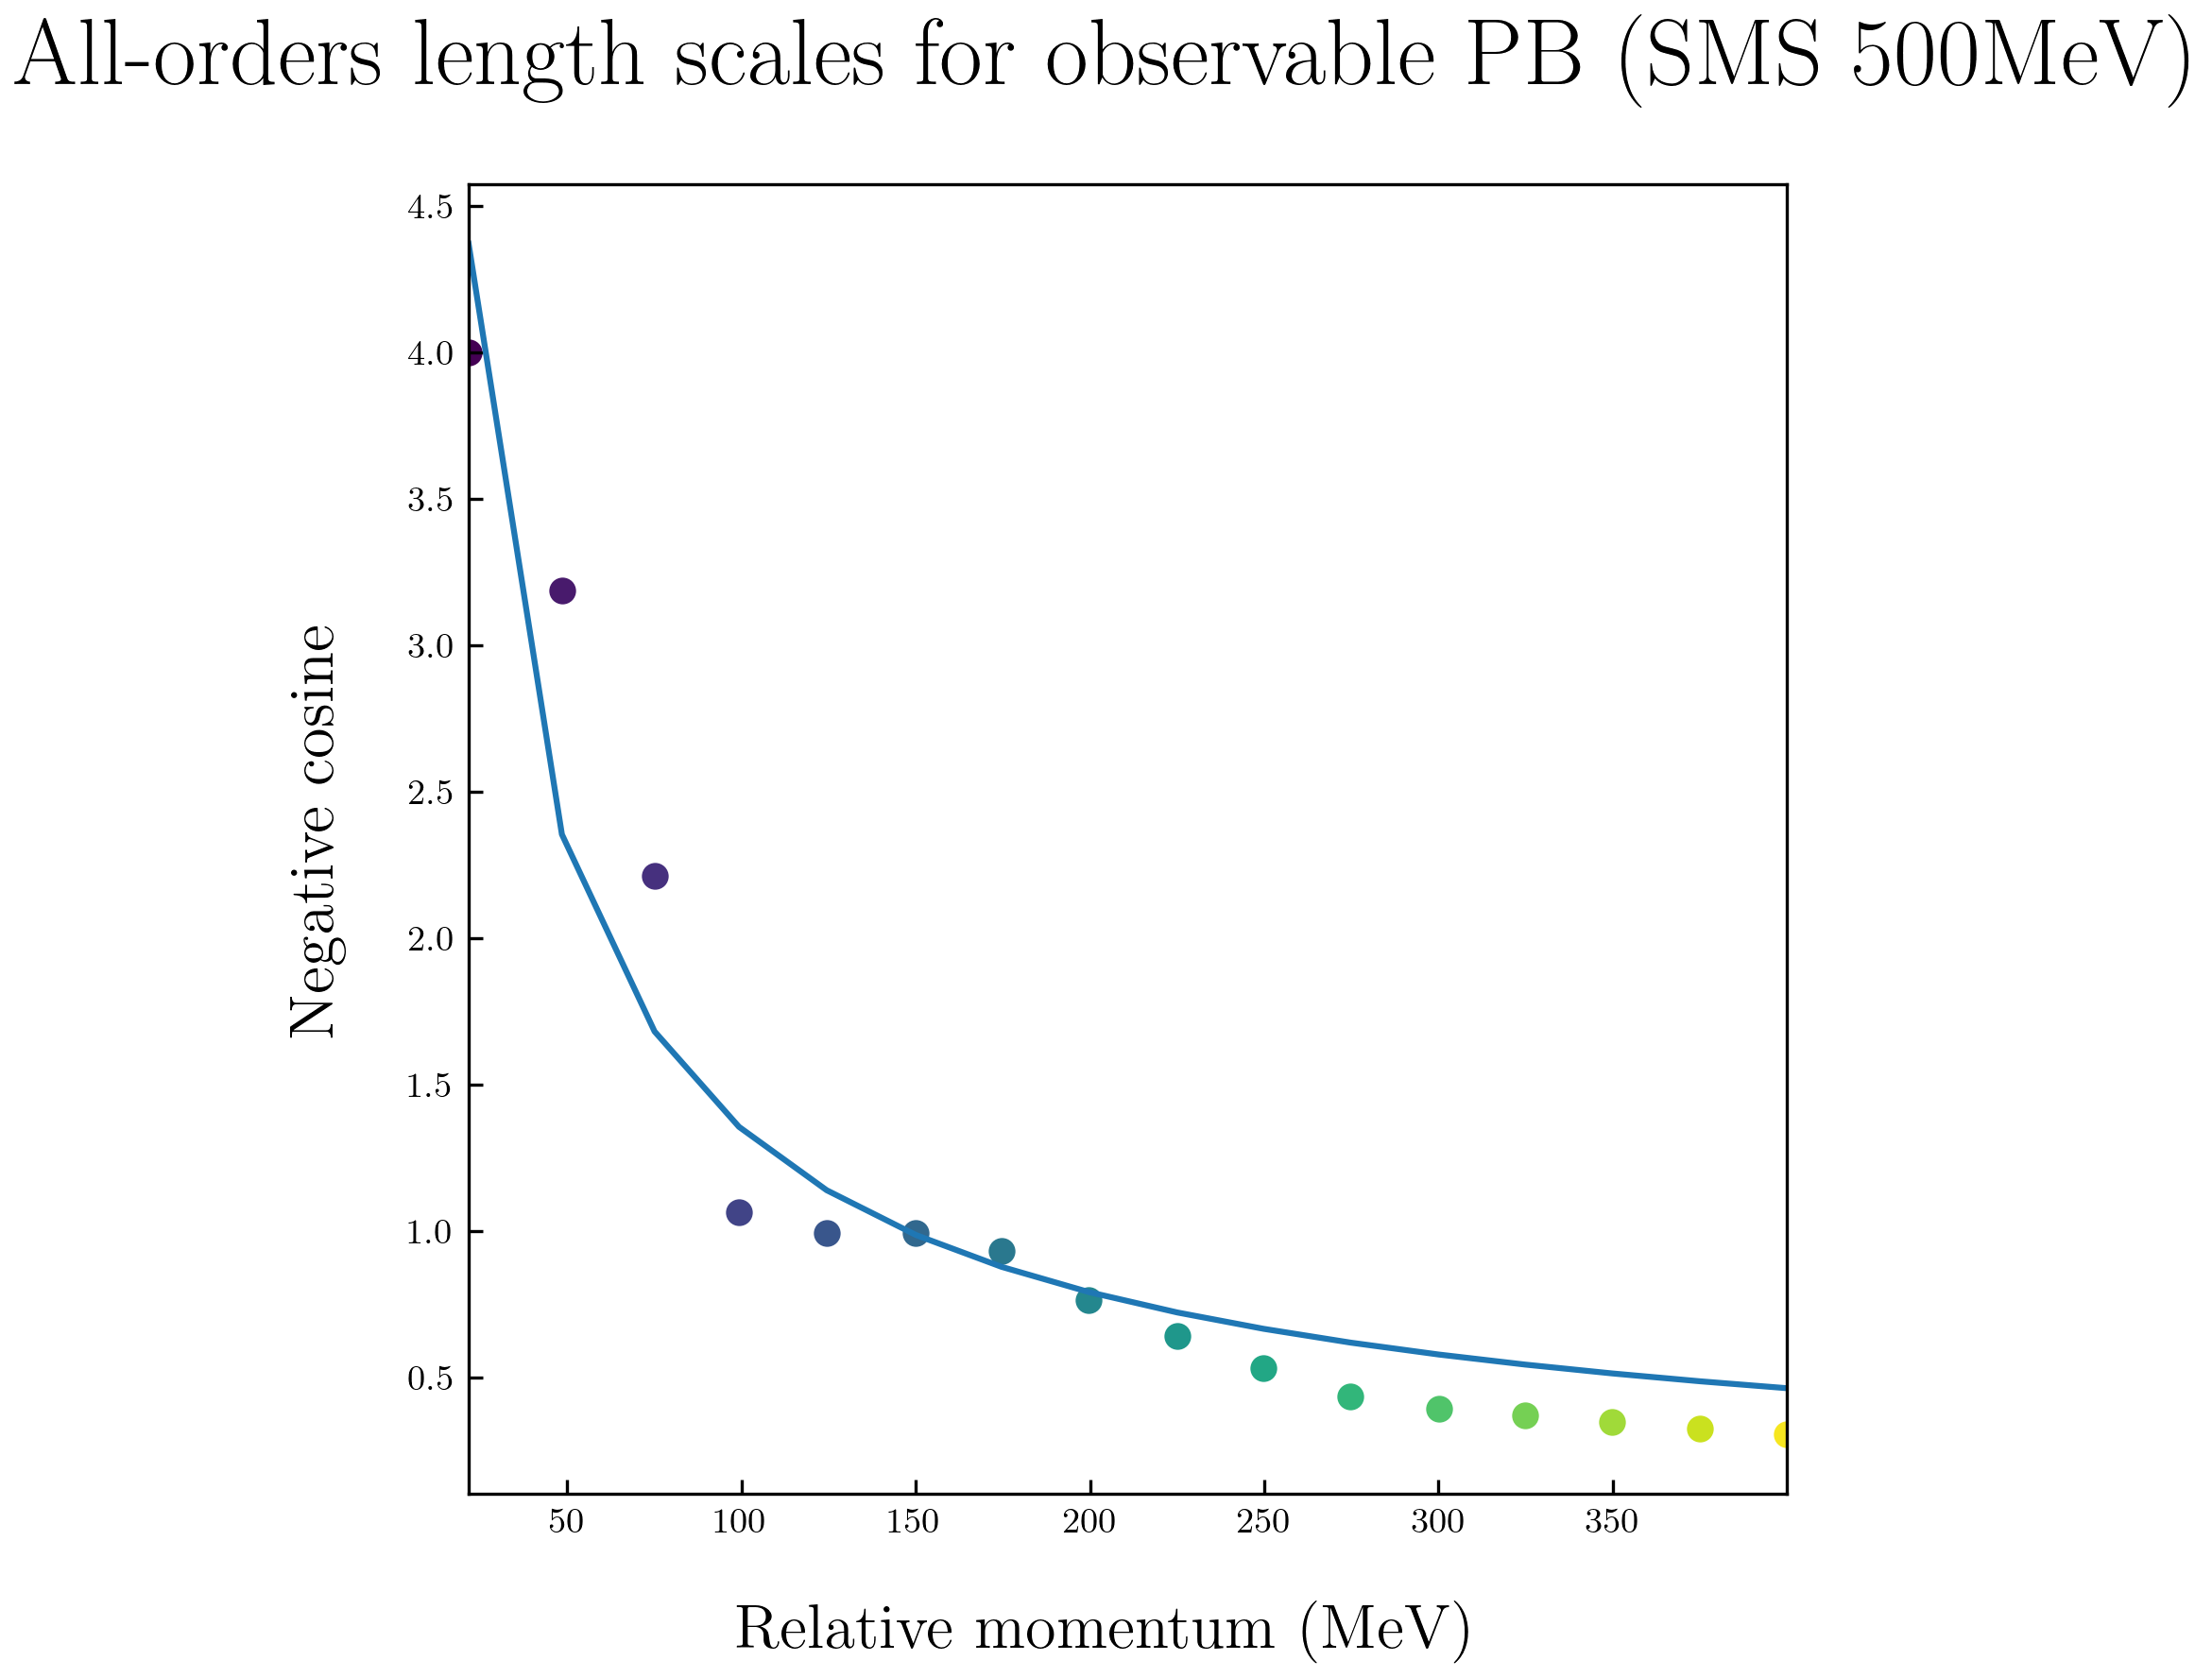 All-orders length scales for observable PB (SMS 500MeV)
4.5
4.0
3.5
3.0
2.5
2.0
1.5
1.0
0.5
Negative cosine
50 100 150 200 250 300 350
Relative momentum (MeV)